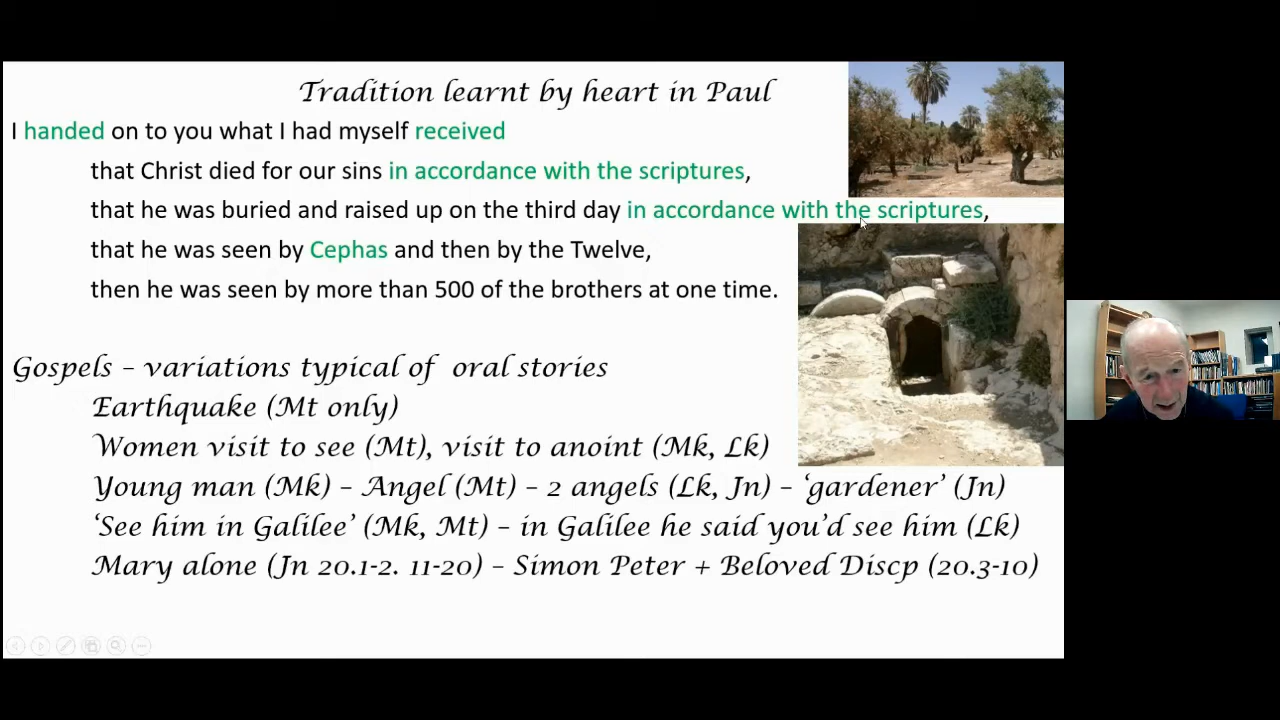 Tradition learnt by heart in Paul
I handed on to you what I had myself received
that Christ died for our sins in accordance with the scriptures,
that he was buried and raised up on the third day in accordance with the scriptures,
that he was seen by Cephas and then by the Twelve,
then he was seen by more than 500 of the brothers at one time.
Gospels – variations typical of oral stories
Earthquake (Mt only)
Women visit to see (Mt), visit to anoint (Mk, Lk)
Young man (Mk) – Angel (Mt) – 2 angels (Lk, Jn) – ‘gardener’ (Jn)
‘See him in Galilee’ (Mk, Mt) – in Galilee he said you’d see him (Lk)
Mary alone (Jn 20.1-2. 11-20) – Simon Peter + Beloved Discp (20.3-10)